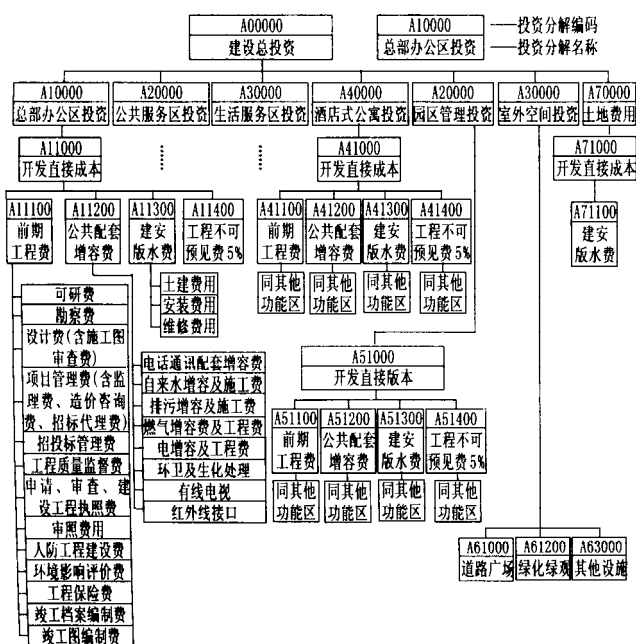 A00000
建设总投资
A10000
总部办公区投资
投资分解编码
投资分解名称
A10000
总部办公区投资
A20000
公共服务区投资
A30000
生活服务区投资
A40000
酒店式公寓投资
A20000
园区管理投资
A30000
室外空间投资
A70000
土地费用
A11000
开发直接成本
A41000
开发直接成本
A71000
开发直接成本
A71100
建安
版水费
A11100
前期
工程费
A11200
公共配套
增容费
A11300
建安
版水费
A11400
工程不可
预见费5%
A41100
前期
工程费
A41200
公共配套
增容费
A41300
建安
版水费
A41400
工程不可
预见费5%
同其他
功能区
同其他
功能区
同其他
功能区
同其他
功能区
土建费用
安装费用
维修费用
可研费
勘察费
设计费(含施工图
审查费)
项目管理费(含监
理费、造价咨询
费、招标代理费)
招投标管理费
工程质量监督费
申请、审查、建
设工程执照费
审照费用
人防工程建设费
环境影响评价费
工程保险费
竣工档案编制费
竣工图编制费
电话通讯配套增容费
自来水增容及施工费
排污增容及施工费
燃气增容费及工程费
电增容及工程费
环卫及生化处理
有线电视
红外线接口
A51000
开发直接版本
A51100
前期
工程费
A51200
公共配套
增容费
A51300
建安
版水费
A51400
工程不可
预见费5%
同其他
功能区
同其他
功能区
同其他
功能区
同其他
功能区
A61000
道路广场
A61200
绿化绿观
A63000
其他设施